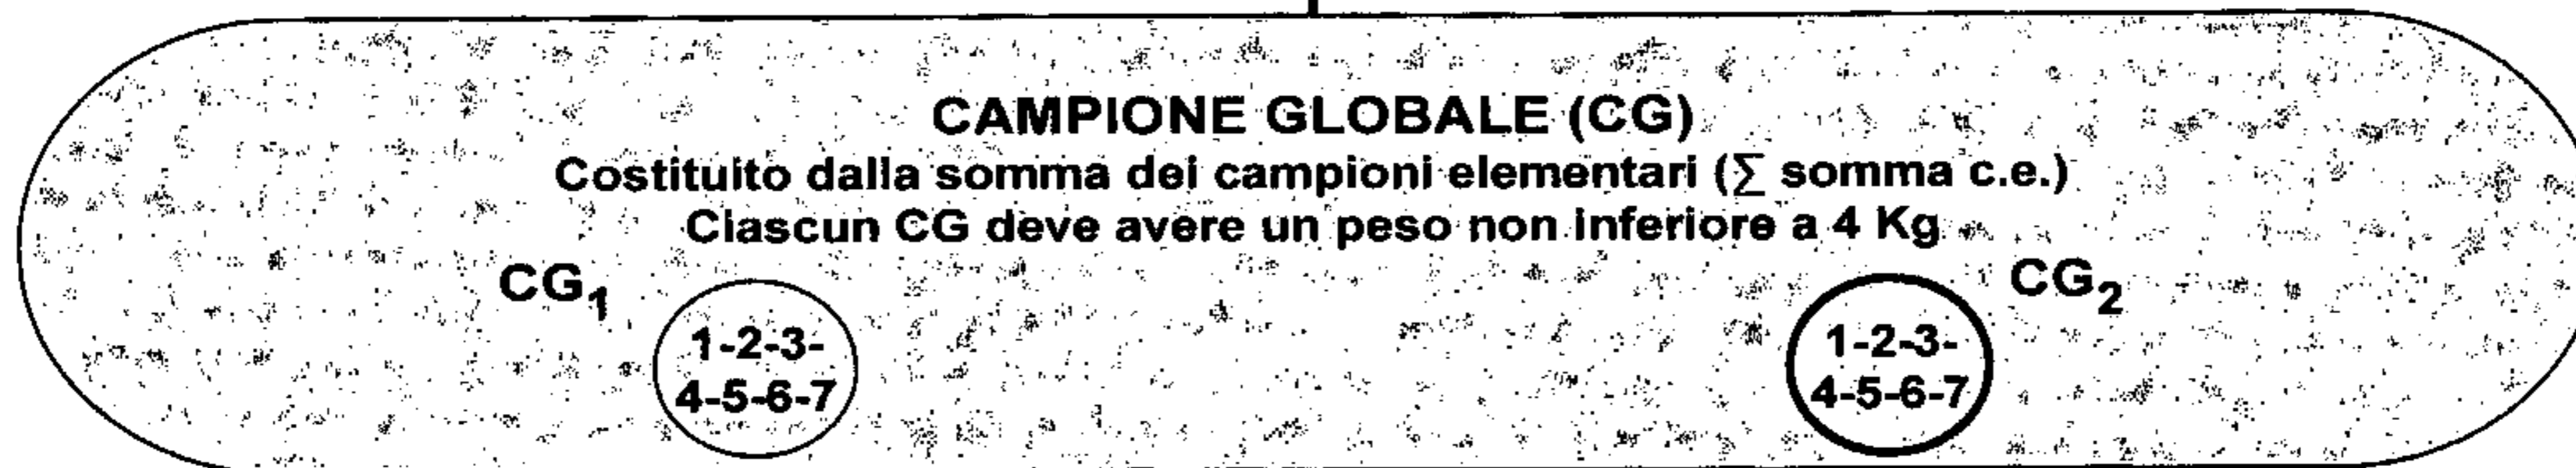 CAMPIONE GLOBALE (CG)
Costituito dalla somma dei campioni elementari (∑ somma c.e.)
Ciascun CG deve avere un peso non inferiore a 4 Kg
CG₁
1-2-3-
4-5-6-7
CG₂
1-2-3-
4-5-6-7